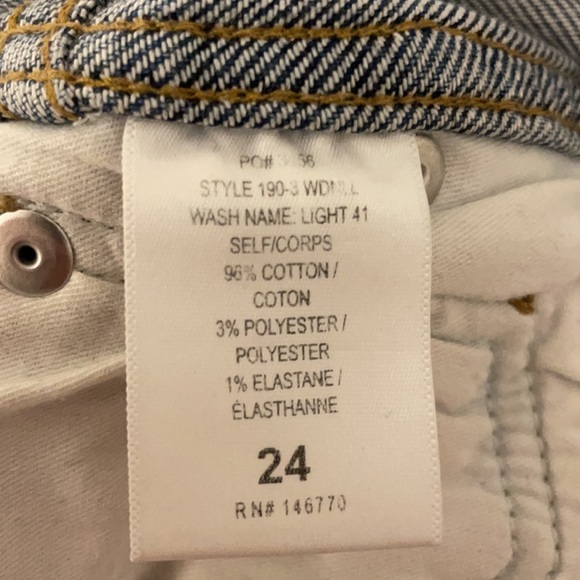 PO#
STYLE 190-3
WASH NAME: LIGHT 41
SELF/CORPS
96% COTTON /
COTON
3% POLYESTER /
POLYESTER
1% ELASTANE /
ÉLASTHANNE
24
RN# 146770